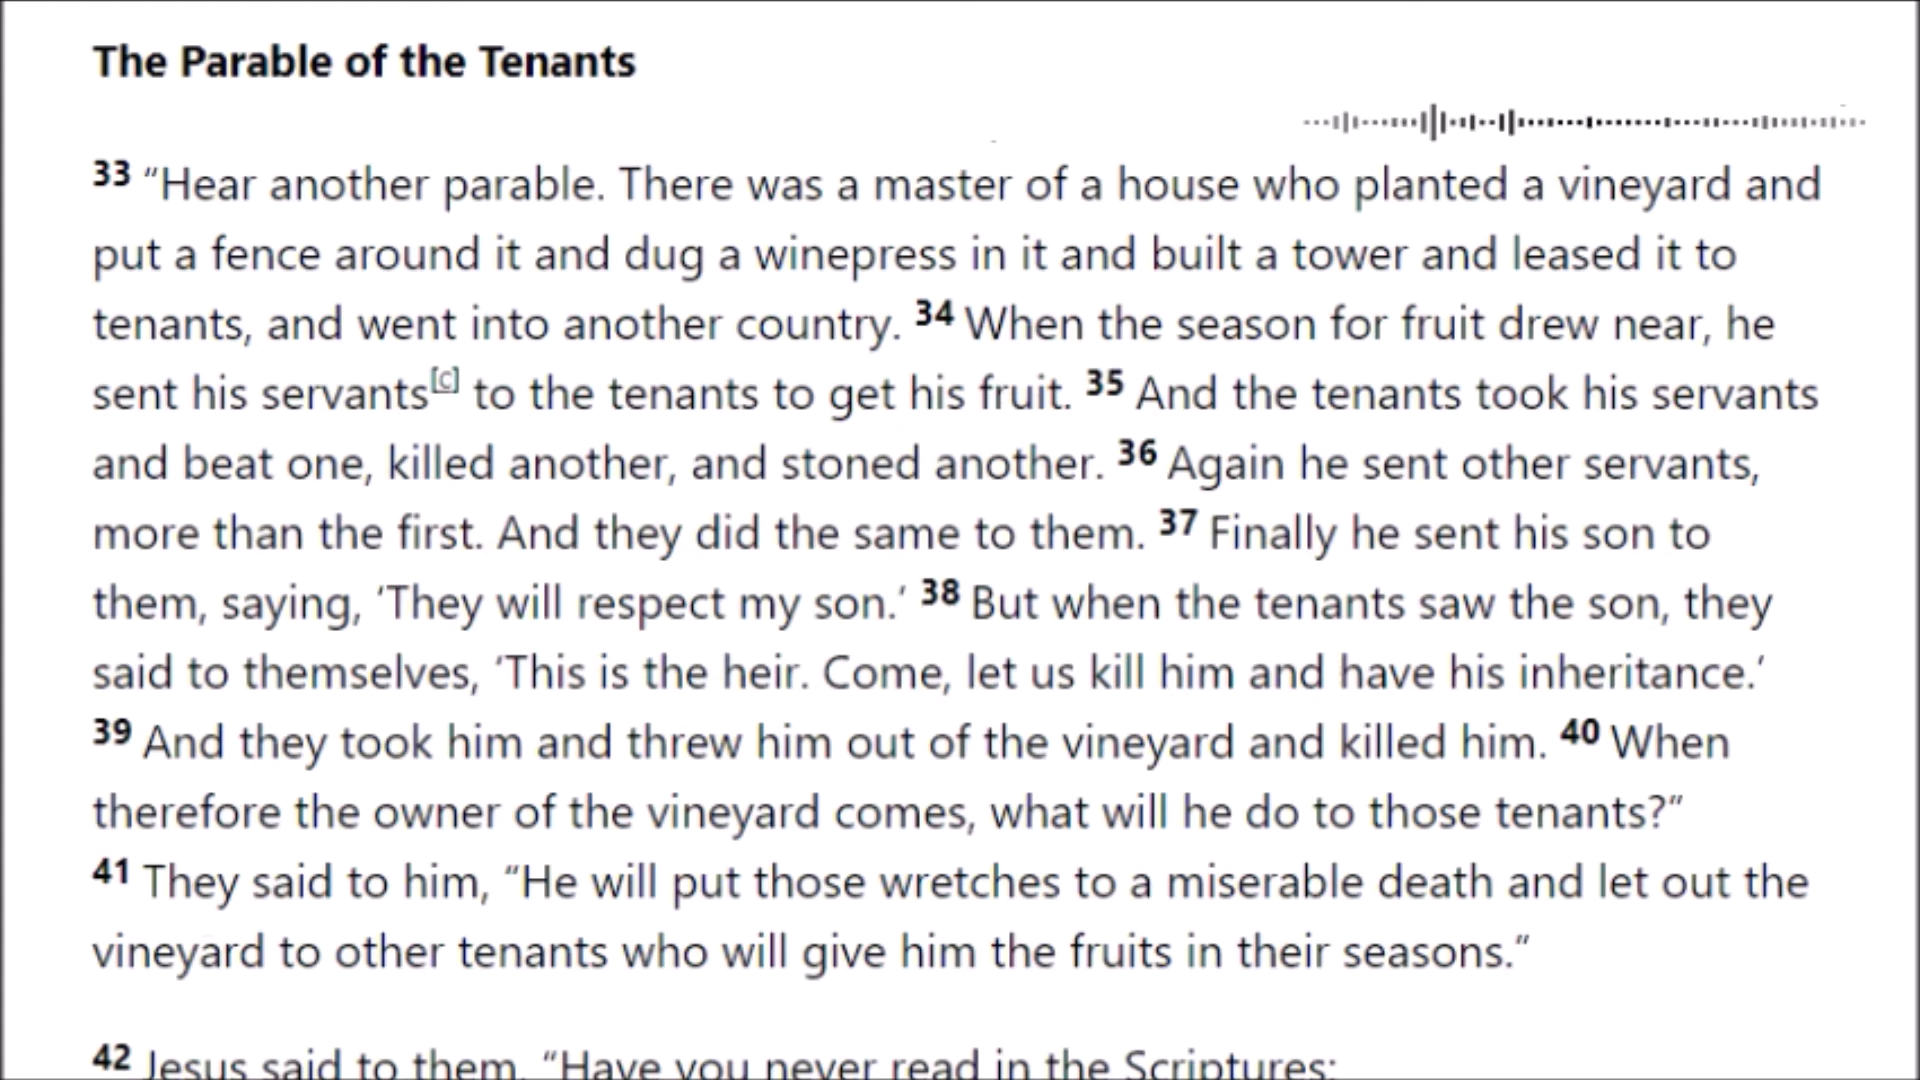 The Parable of the Tenants
33 “Hear another parable. There was a master of a house who planted a vineyard and
put a fence around it and dug a winepress in it and built a tower and leased it to
tenants, and went into another country. 34 When the season for fruit drew near, he
sent his servants[c] to the tenants to get his fruit. 35 And the tenants took his servants
and beat one, killed another, and stoned another. 36 Again he sent other servants,
more than the first. And they did the same to them. 37 Finally he sent his son to
them, saying, ‘They will respect my son.’ 38 But when the tenants saw the son, they
said to themselves, ‘This is the heir. Come, let us kill him and have his inheritance.’
39 And they took him and threw him out of the vineyard and killed him. 40 When
therefore the owner of the vineyard comes, what will he do to those tenants?”
41 They said to him, “He will put those wretches to a miserable death and let out the
vineyard to other tenants who will give him the fruits in their seasons.”
42 Jesus said to them, “Have you never read in the Scriptures: